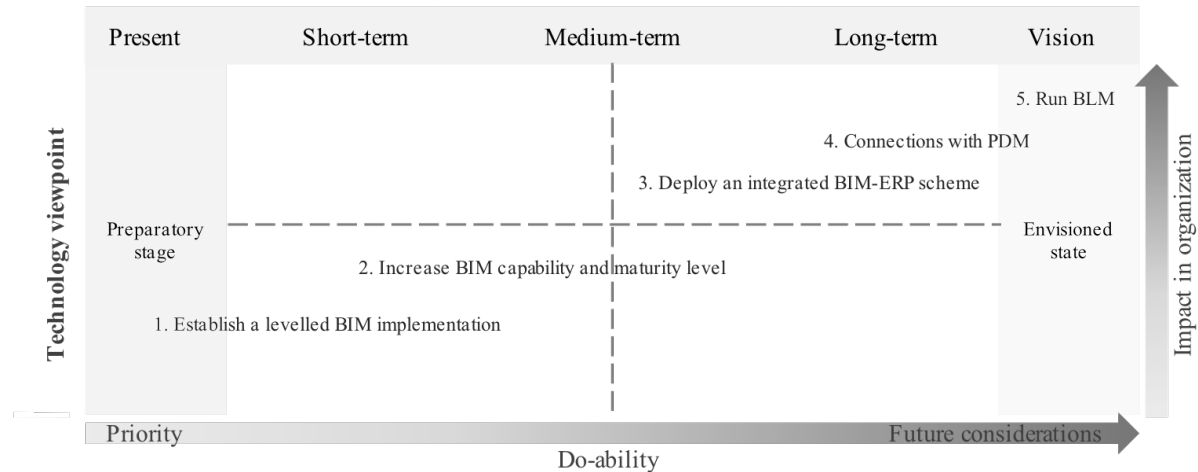 Present
Short-term
Medium-term
Long-term
Vision
5. Run BLM
4. Connections with PDM
3. Deploy an integrated BIM-ERP scheme
Preparatory
stage
Envisioned
state
2. Increase BIM capability and maturity level
1. Establish a levelled BIM implementation
Technology viewpoint
Impact in organization
Priority
Future considerations
Do-ability